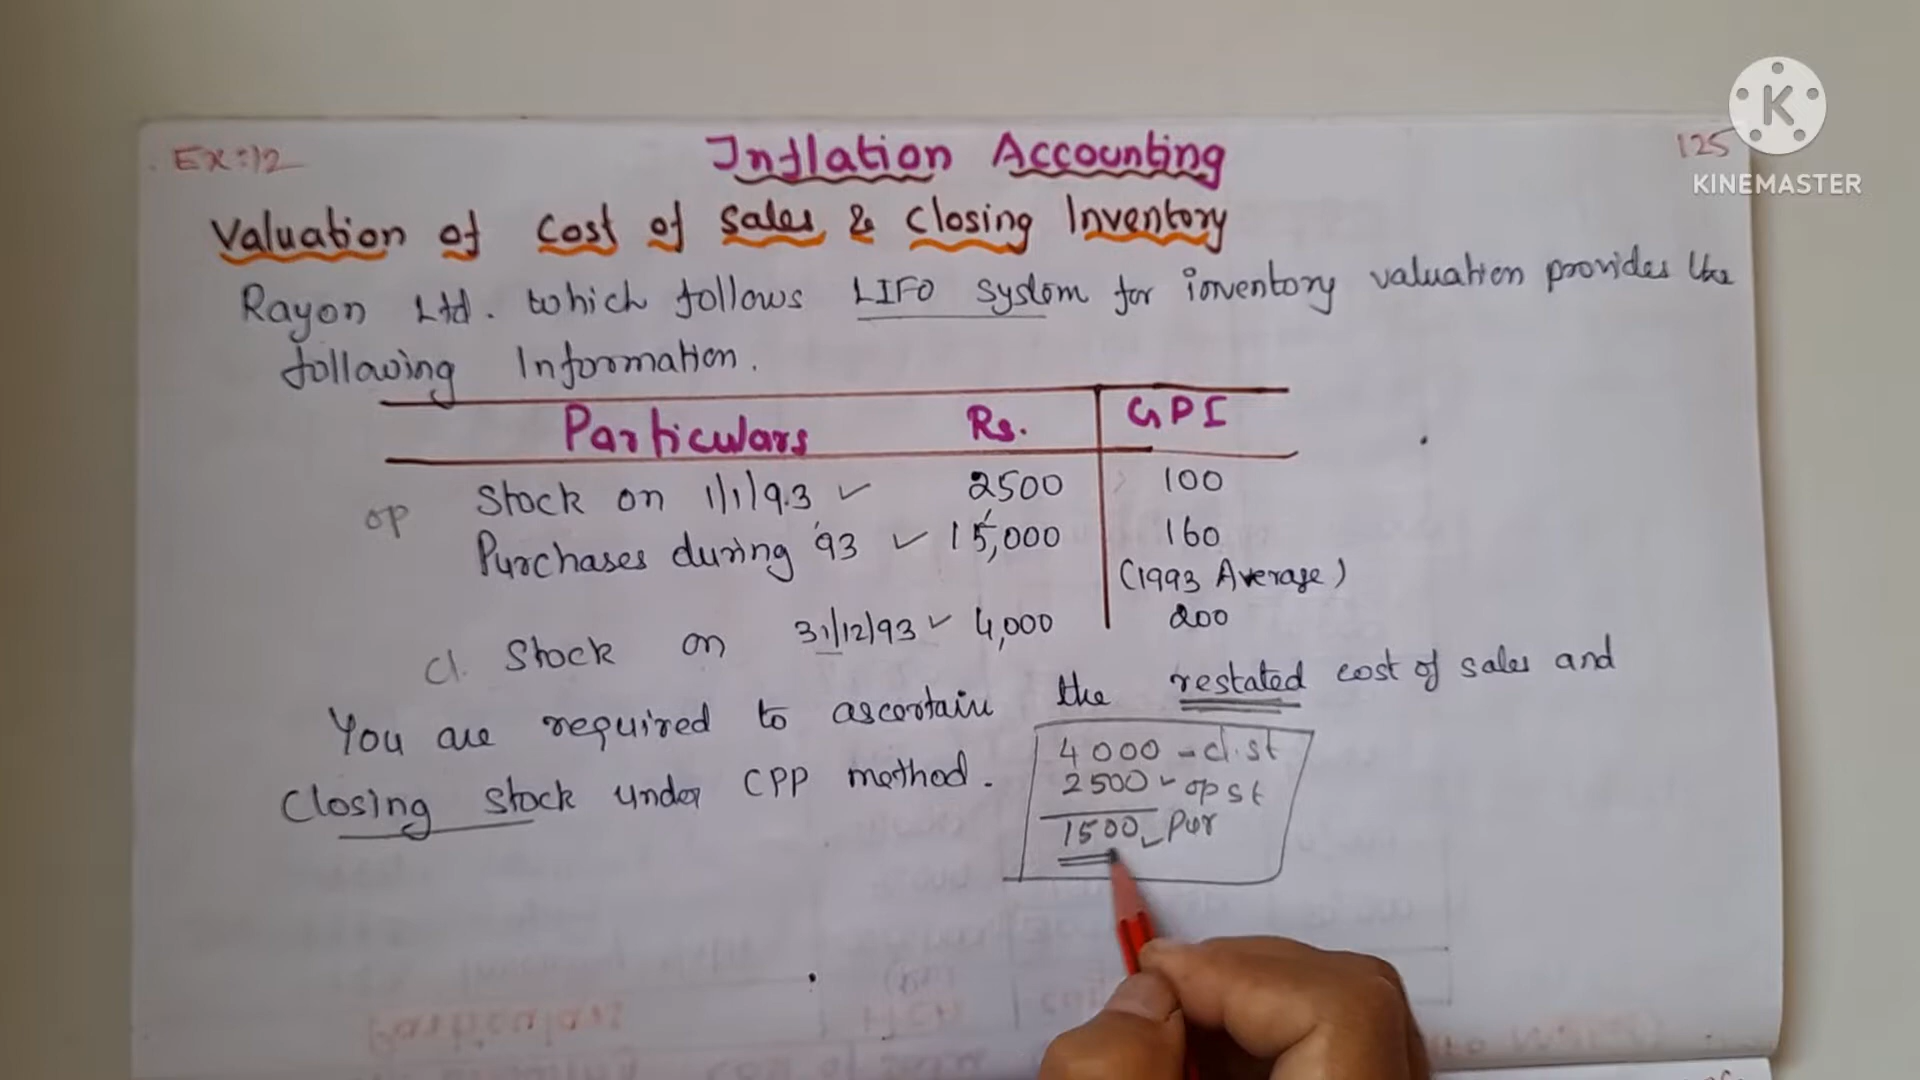 Ex:12
Inflation Accounting
125
KINEMASTER
Valuation of Cost of Sales & Closing Inventory
Rayon Ltd. which follows LIFO system for inventory valuation provides the
following Information.
Particulars Rs. GPI
op Stock on 1/1/93 ✓ 2500 100
Purchases during '93 ✓ 15,000 160
(1993 Average)
cl. Stock on 31/12/93 ✓ 4,000 200
You are required to ascertain the restated cost of sales and
Closing stock under CPP method.
4000 - cl. st
2500 - op st
1500 ✓ Pur